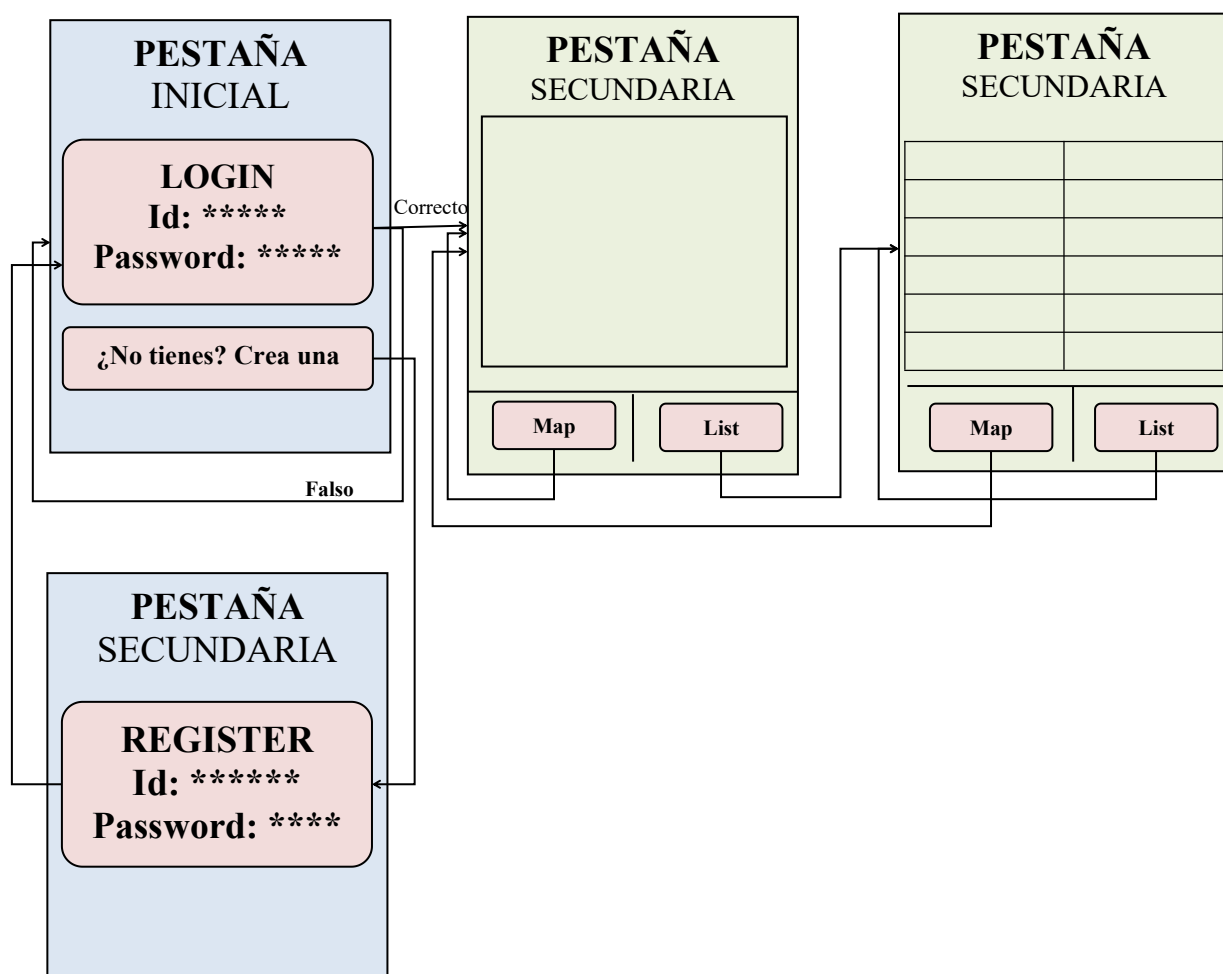 PESTAÑA
INICIAL
LOGIN
Id: *****
Password: *****
¿No tienes? Crea una
Correcto
Falso
PESTAÑA
SECUNDARIA
Map
List
PESTAÑA
SECUNDARIA
Map
List
PESTAÑA
SECUNDARIA
REGISTER
Id: ******
Password: ****